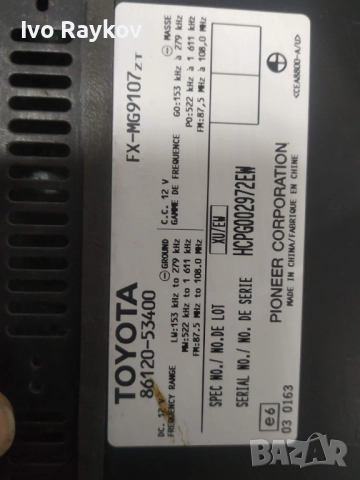 Ivo Raykov
TOYOTA
86120-53400
FX-MG9107ZT
DC. 12 V ⊖GROUND
C.C. 12 V ⊖ MASSE
FREQUENCY RANGE
LW:153 kHz to 279 kHz
MW:522 kHz to 1 611 kHz
FM:87.5 MHz to 108.0 MHz
GAMME DE FREQUENCE
GO:153 kHz à 279 kHz
PO:522 kHz à 1 611 kHz
FM:87,5 MHz à 108,0 MHz
SPEC NO./ NO.DE LOT XU/EW
SERIAL NO./ NO. DE SERIE HCPG002972EW
PIONEER CORPORATION
MADE IN CHINA/FABRIQUE EN CHINE
<CEA8800-A/U>
e6
03 0163
BAZAR
bg